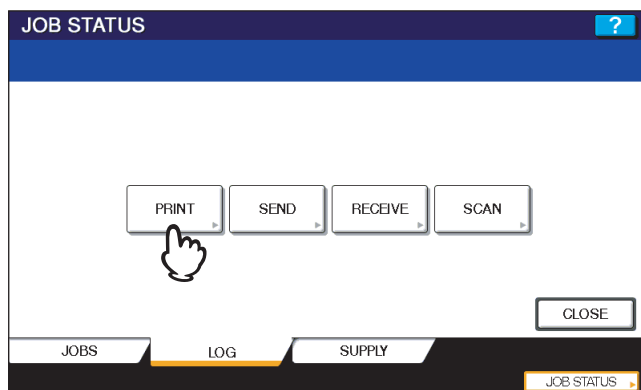 JOB STATUS ?
PRINT SEND RECEIVE SCAN
CLOSE
JOBS LOG SUPPLY
JOB STATUS